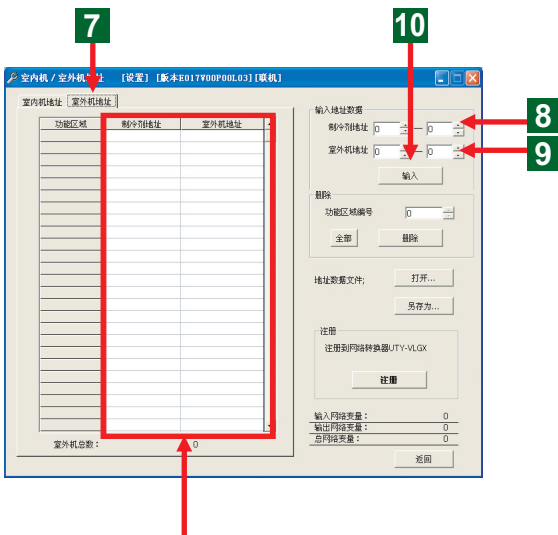 7
10
室内机 / 室外机地址 [设置] [版本E017V00P00L03] [联机]
室内机地址 室外机地址
功能区域 制冷剂地址 室外机地址
输入地址数据
制冷剂地址 0 — 0
8
室外机地址 0 — 0
9
输入
删除
功能区域编号 0
全部 删除
地址数据文件; 打开...
另存为...
注册
注册到网络转换器UTY-VLGX
注册
输入网络变量: 0
输出网络变量: 0
总网络变量: 0
室外机总数: 0
返回